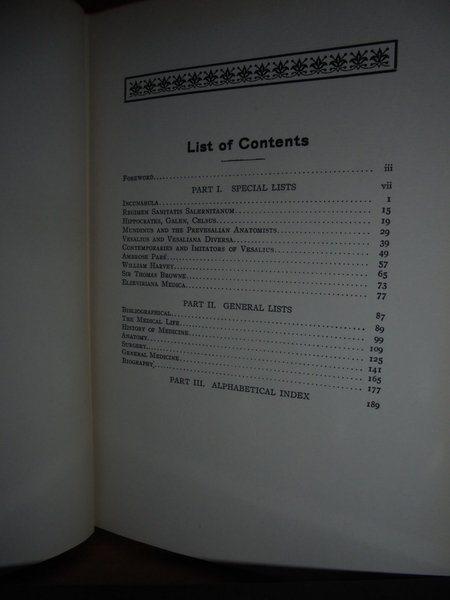 List of Contents
FOREWORD iii
PART I. SPECIAL LISTS vii
INCUNABULA 1
REGIMEN SANITATIS SALERNITANUM 15
HIPPOCRATES, GALEN, CELSUS 19
MUNDINUS AND THE PREVESALIAN ANATOMISTS 29
VESALIUS AND VESALIANA DIVERSA 39
CONTEMPORARIES AND IMITATORS OF VESALIUS 49
AMBROSE PARÉ 57
WILLIAM HARVEY 65
SIR THOMAS BROWNE 73
ELZEVIRIANA MEDICA 77
PART II. GENERAL LISTS 87
BIBLIOGRAPHICAL 89
THE MEDICAL LIFE 99
HISTORY OF MEDICINE 109
ANATOMY 125
SURGERY 141
GENERAL MEDICINE 165
BIOGRAPHY 177
PART III. ALPHABETICAL INDEX 189